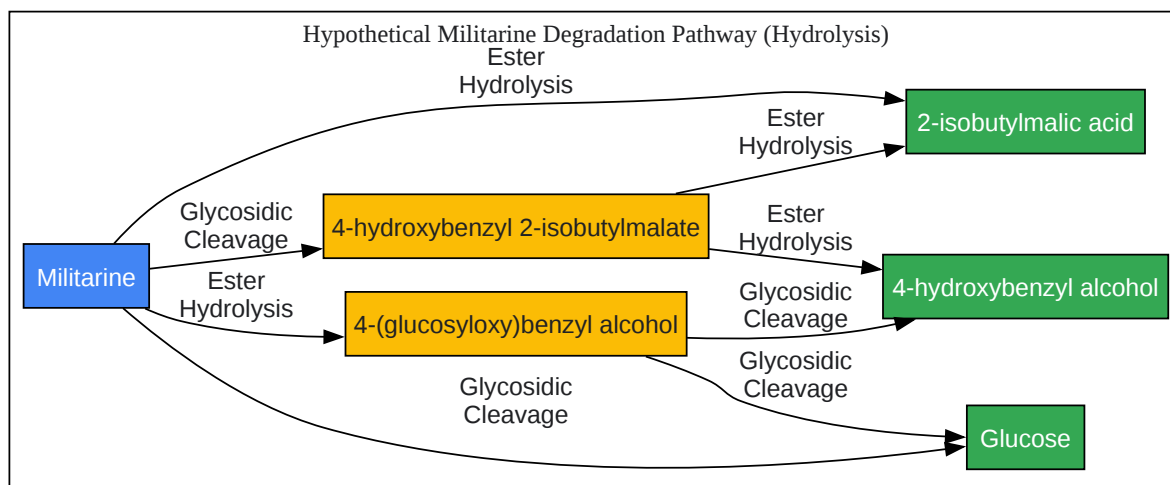 Hypothetical Militarine Degradation Pathway (Hydrolysis)
Ester
Hydrolysis
2-isobutylmalic acid
Ester
Hydrolysis
Glycosidic
Cleavage
4-hydroxybenzyl 2-isobutylmalate
Ester
Hydrolysis
Militarine
Ester
Hydrolysis
4-hydroxybenzyl alcohol
4-(glucosyloxy)benzyl alcohol
Glycosidic
Cleavage
Glycosidic
Cleavage
Glycosidic
Cleavage
Glucose